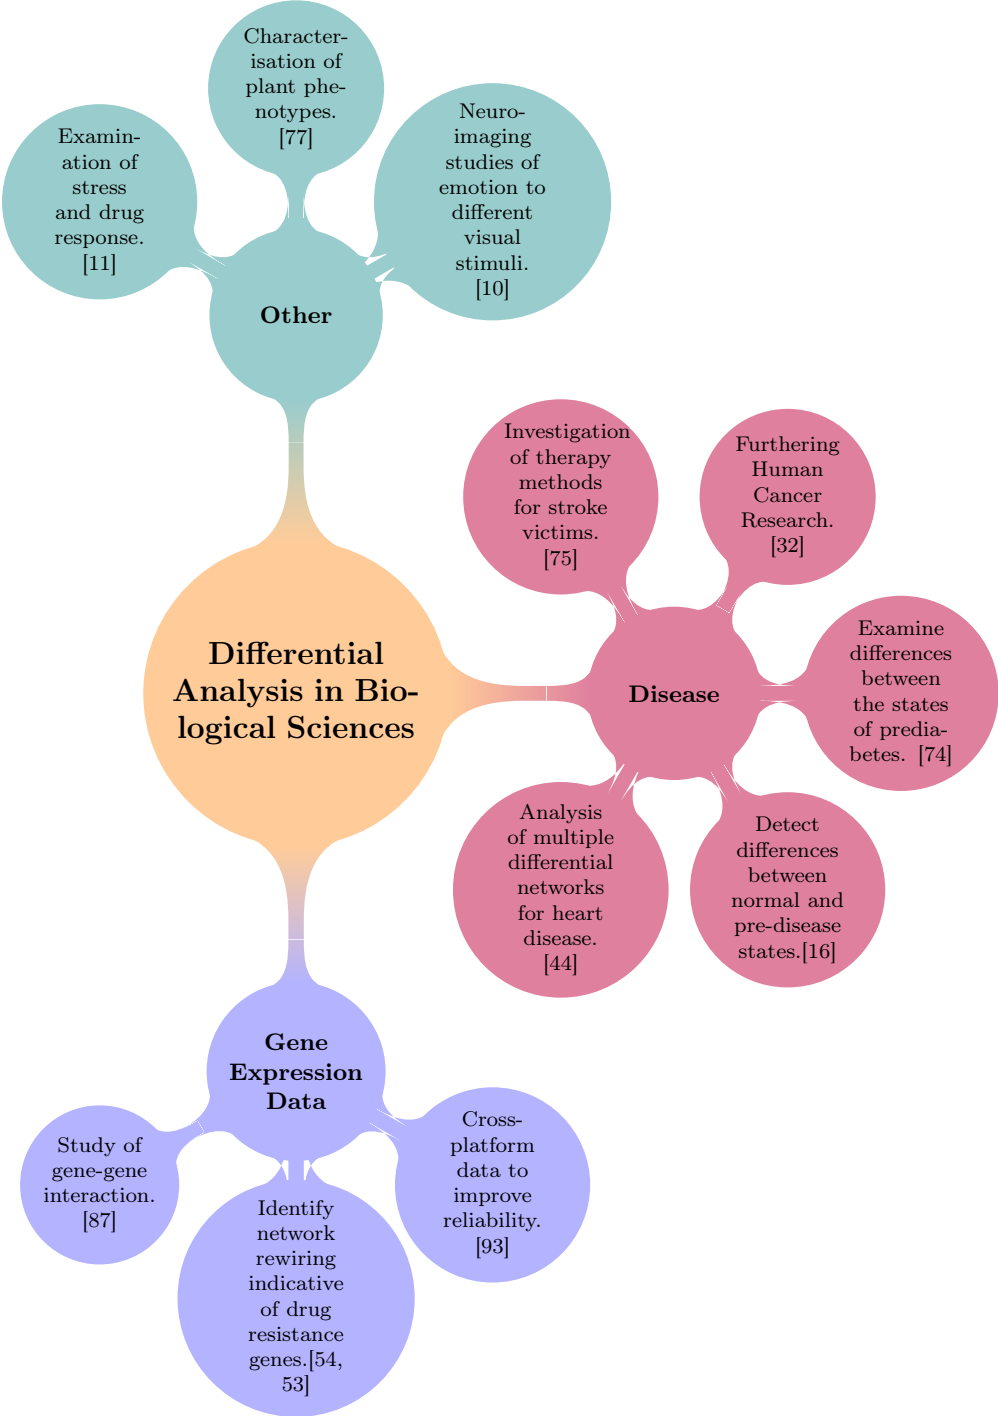 Character-
isation of
plant phe-
notypes.
[77]
Examin-
ation of
stress
and drug
response.
[11]
Neuro-
imaging
studies of
emotion to
different
visual
stimuli.
[10]
Other
Investigation
of therapy
methods
for stroke
victims.
[75]
Furthering
Human
Cancer
Research.
[32]
Examine
differences
between
the states
of predia-
betes. [74]
Disease
Differential
Analysis in Bio-
logical Sciences
Analysis
of multiple
differential
networks
for heart
disease.
[44]
Detect
differences
between
normal and
pre-disease
states.[16]
Gene
Expression
Data
Study of
gene-gene
interaction.
[87]
Cross-
platform
data to
improve
reliability.
[93]
Identify
network
rewiring
indicative
of drug
resistance
genes.[54,
53]